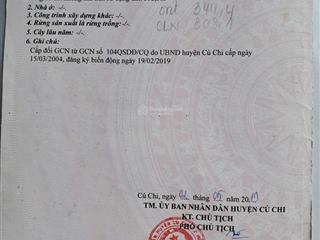 2. Nhà ở: -/-.
3. Công trình xây dựng khác: -/-.
4. Rừng sản xuất là rừng trồng: -/-.
5. Cây lâu năm: -/-.
6. Ghi chú:
Cấp đổi GCN từ GCN số 104QSDĐ/CQ do UBND huyện Củ Chi cấp ngày
15/03/2004, đăng ký biến động ngày 19/02/2019
Củ Chi, ngày tháng 05 năm 2019
TM. ỦY BAN NHÂN DÂN HUYỆN CỦ CHI
KT. CHỦ TỊCH
PHÓ CHỦ TỊCH